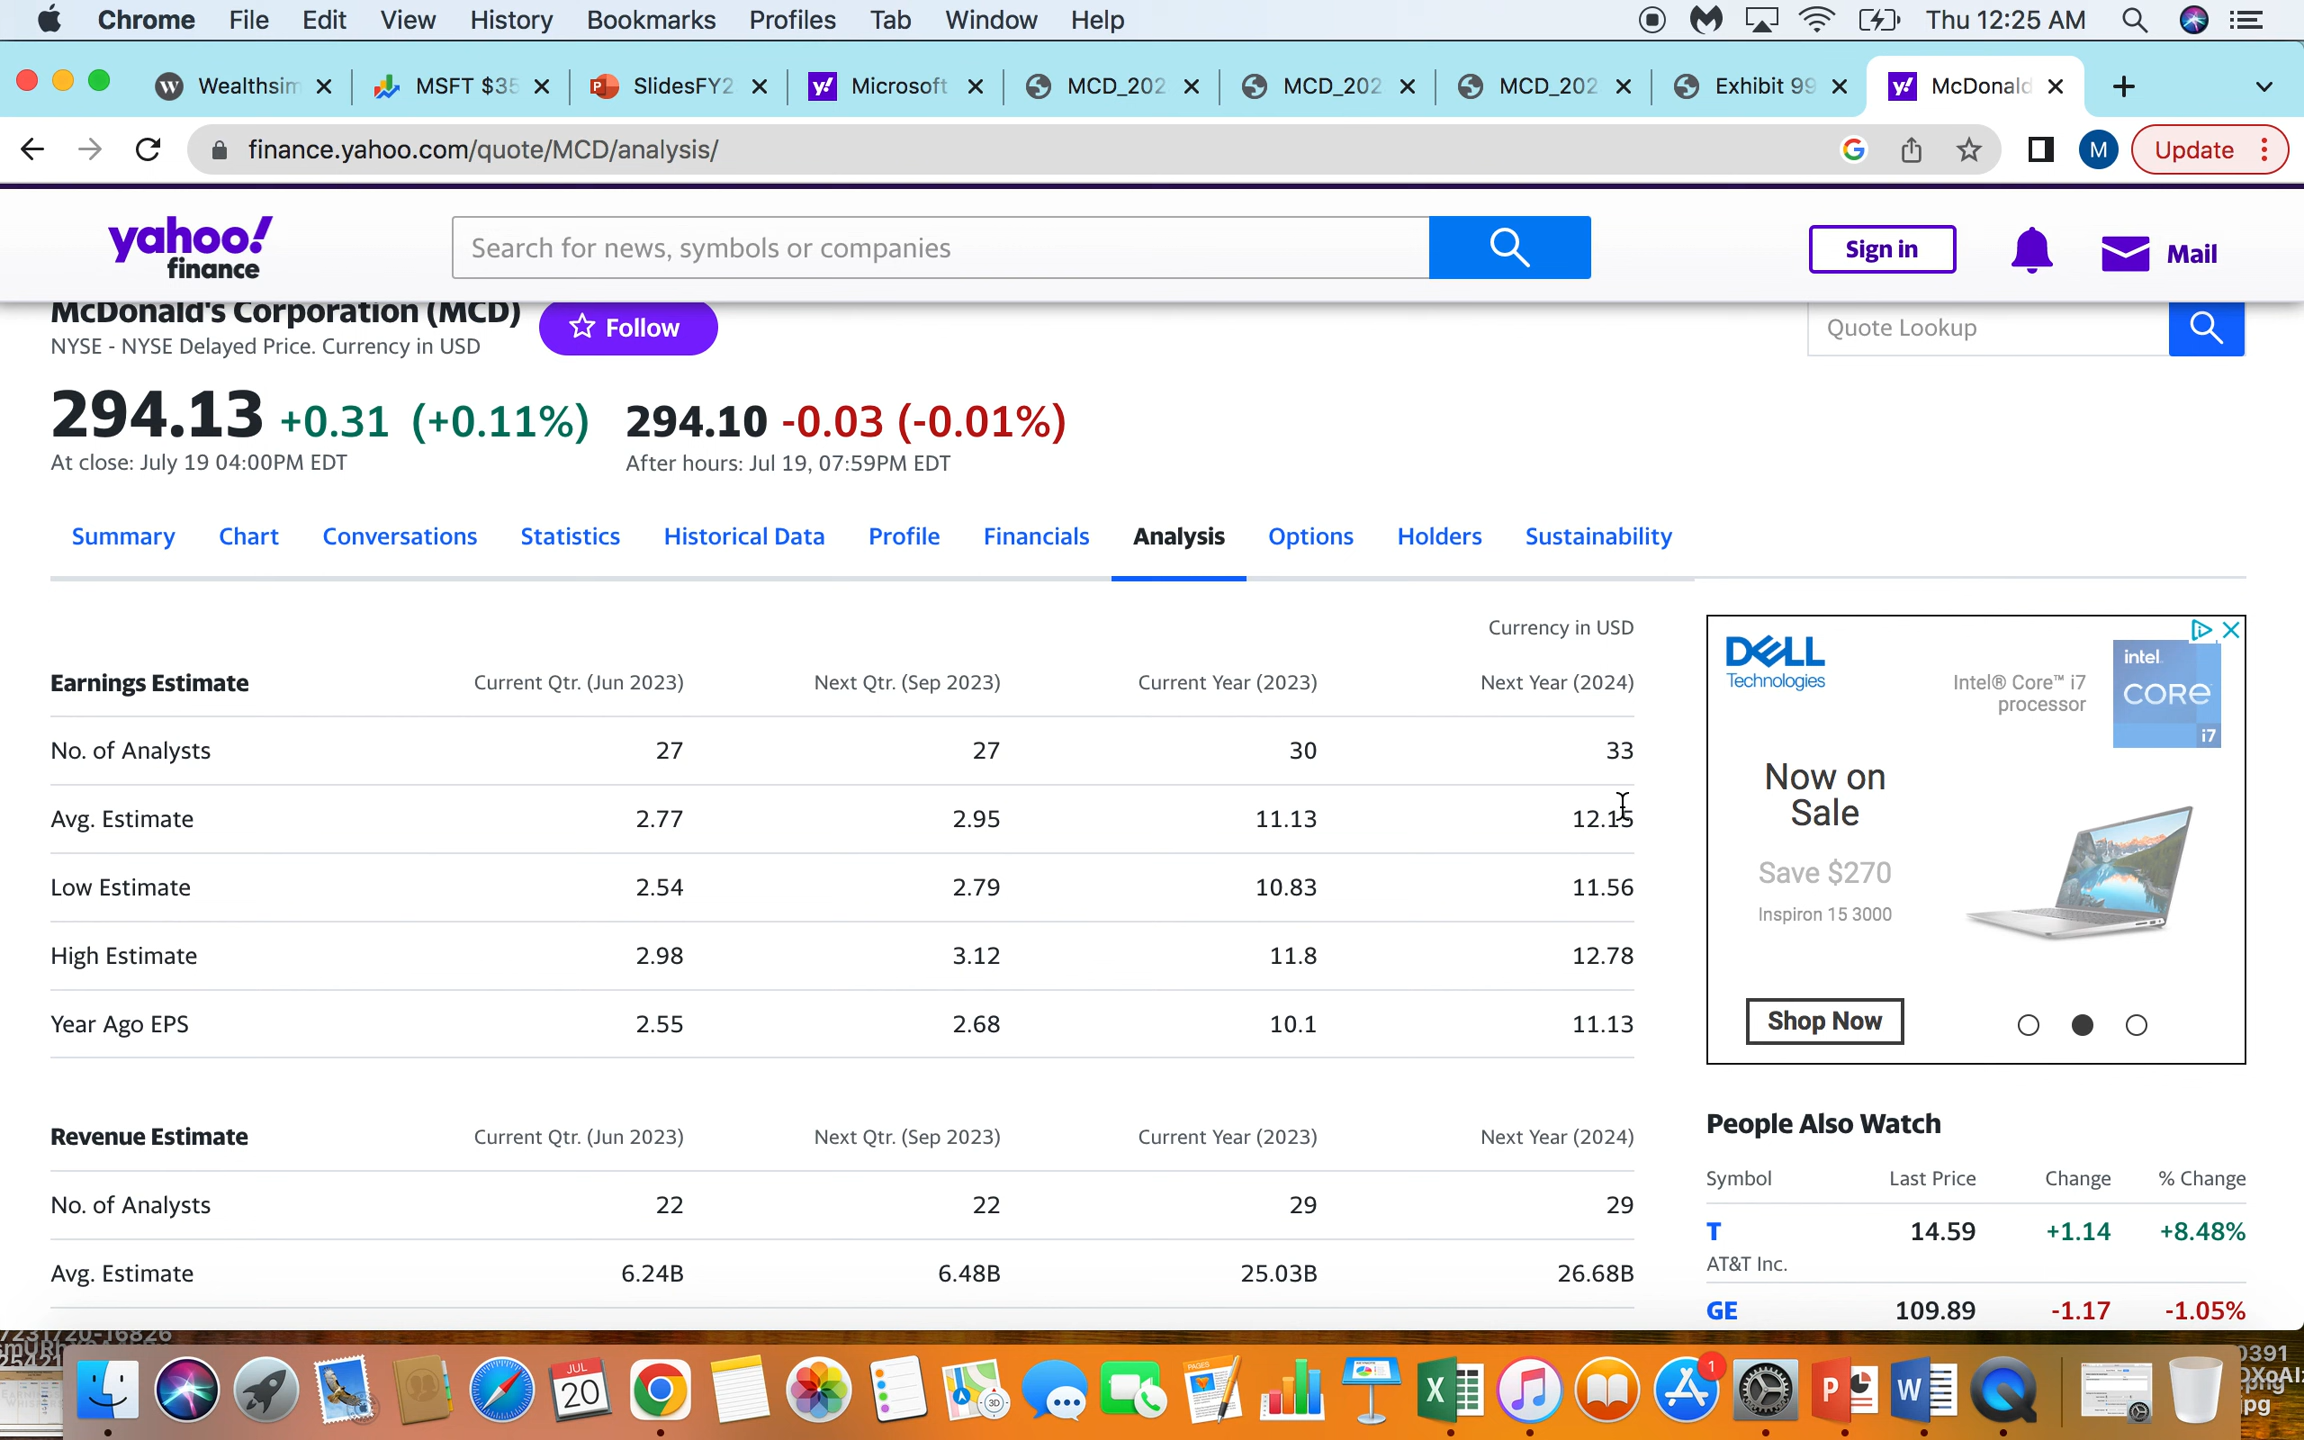 Chrome File Edit View History Bookmarks Profiles Tab Window Help Thu 12:25 AM
Wealthsim MSFT $35 SlidesFY2 Microsoft MCD_202 MCD_202 MCD_202 Exhibit 99 McDonald
finance.yahoo.com/quote/MCD/analysis/ M Update
yahoo! finance
Search for news, symbols or companies
Sign in Mail
McDonald's Corporation (MCD) Follow
NYSE - NYSE Delayed Price. Currency in USD
Quote Lookup
294.13 +0.31 (+0.11%) 294.10 -0.03 (-0.01%)
At close: July 19 04:00PM EDT After hours: Jul 19, 07:59PM EDT
Summary Chart Conversations Statistics Historical Data Profile Financials Analysis Options Holders Sustainability
Currency in USD
Earnings Estimate Current Qtr. (Jun 2023) Next Qtr. (Sep 2023) Current Year (2023) Next Year (2024)
No. of Analysts 27 27 30 33
Avg. Estimate 2.77 2.95 11.13 12.15
Low Estimate 2.54 2.79 10.83 11.56
High Estimate 2.98 3.12 11.8 12.78
Year Ago EPS 2.55 2.68 10.1 11.13
Revenue Estimate Current Qtr. (Jun 2023) Next Qtr. (Sep 2023) Current Year (2023) Next Year (2024)
No. of Analysts 22 22 29 29
Avg. Estimate 6.24B 6.48B 25.03B 26.68B
DELL
Technologies
Intel® Core™ i7
processor
intel.
CORE
i7
Now on
Sale
Save $270
Inspiron 15 3000
Shop Now
People Also Watch
Symbol Last Price Change % Change
T 14.59 +1.14 +8.48%
AT&T Inc.
GE 109.89 -1.17 -1.05%
7231720-16826
0391
JUL
20
PAGES
3D
X
1
P
W